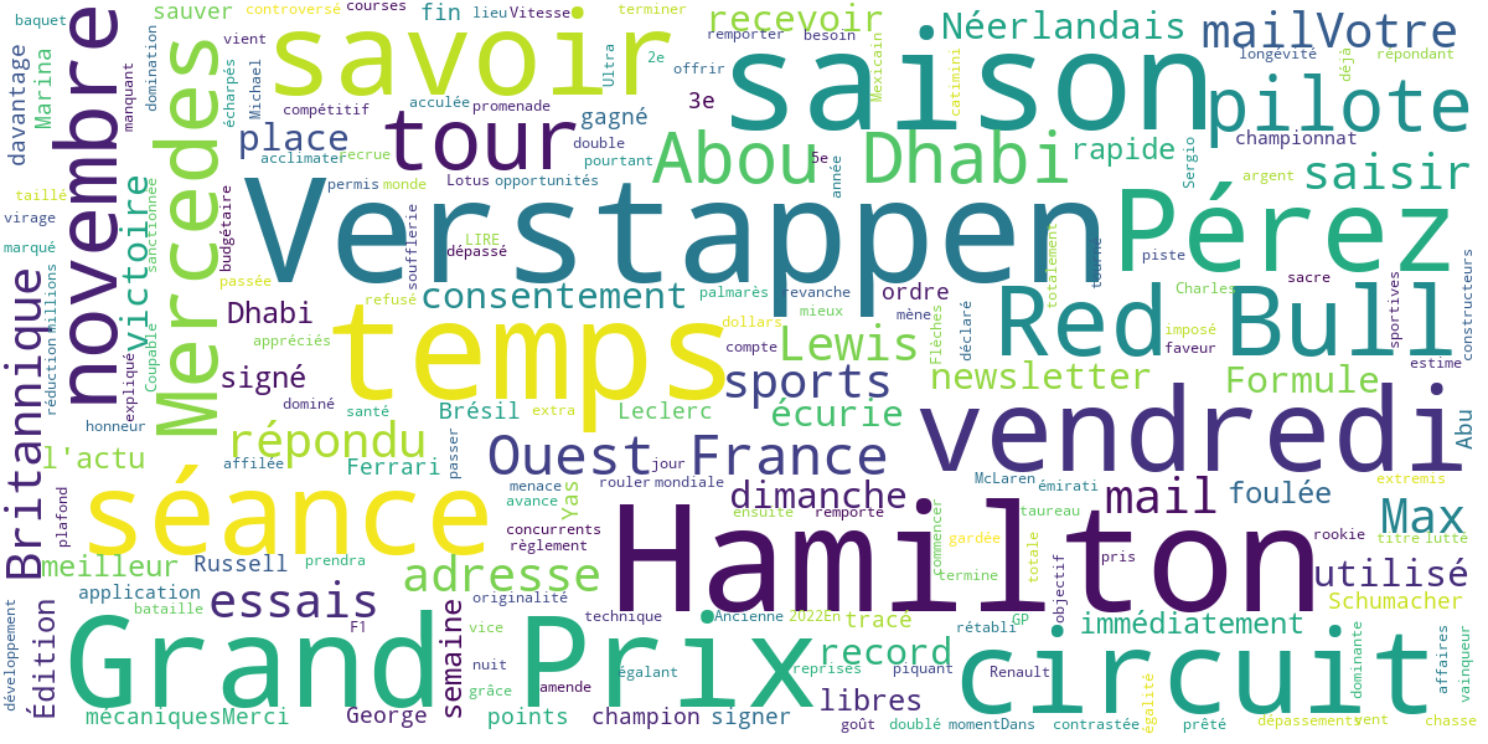 baquet
sauver
controversé
courses
fin
lieu
Vitesse
terminer
recevoir
Néerlandais
mailVotre
novembre
Mercedes
savoir
saison
pilote
davantage
Marina
manquant
domination
vient
écharpés
Michael
compétitif
acculée
promenade
Ultra
2e
offrir
remporter
besoin
Mexicain
catimini
longévité
déjà
répondant
place
tour
gagné
3e
championnat
acclimater
recrue
double
pourtant
Abou Dhabi
5e
année
rapide
Sergio
argent
saisir
taillé
virage
marqué
permis
monde
Lotus
opportunités
Verstappen
Pérez
victoire
sanctionnée
budgétaire
soufflerie
LIRE
dépassé
totalement
tourne
piste
passée
refusé
consentement
palmarès
revanche
ordre
Charles
sacre
sportives
constructeurs
Britannique
réduction
millions
expliqué
Coupable
Dhabi
appréciés
temps
mieux
mène
dollars
compte
Lewis
Flèches
déclaré
Red Bull
imposé
faveur
estime
signé
dominé
santé
Brésil
extra
Leclerc
sports
écurie
newsletter
Formule
honneur
répondu
l'actu
affilée
Ferrari
passer
Ouest France
jour
rouler
mondiale
vendredi
Abu
séance
plafond
menace
avance
Yas
concurrents
règlement
dimanche
ensuite
remporte
McLaren
émirati
mail
foulée
extremis
Max
titre
lutte
meilleur
Russell
prendra
adresse
Hamilton
commencer
gardée
taureau
termine
totale
pris
objectif
rookie
utilisé
application
bataille
essais
F1
originalité
technique
Ancienne
2022En
tracé
GP
rétabli
immédiatement
Schumacher
développement
Édition
Grand Prix
semaine
vice
nuit
grâce
égalant
amende
reprises
record
piquant
Renault
circuit
dominante
affaires
vainqueur
mécaniquesMerci
George
points
champion
signer
libres
goût
doublé
momentDans
contrastée
égalité
prêté
dépassements
vent
chasse